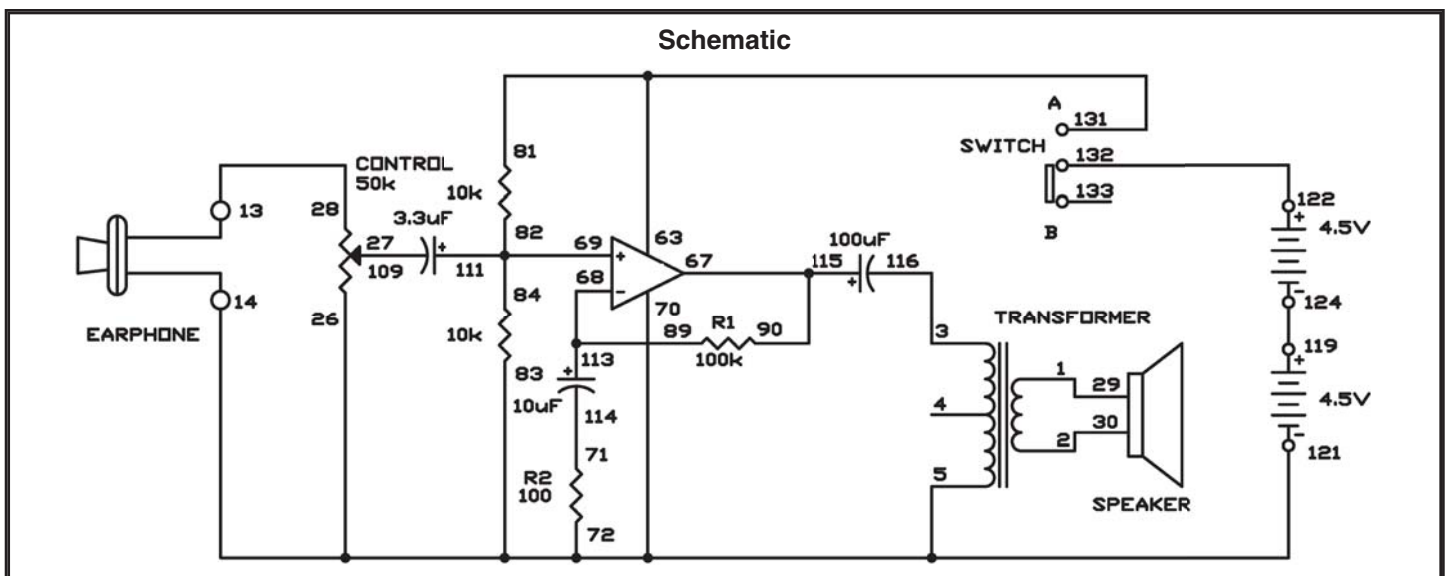 Schematic
A
131
SWITCH
132
133
B
122
+
4.5V
-
124
119
+
4.5V
-
121
CONTROL
50k
28
27
109
26
13
14
EARPHONE
3.3uF
+
111
81
10k
82
84
10k
83
69
68
+
-
63
67
70
89
R1
90
100k
113
+
10uF
114
71
R2
100
72
100uF
115
116
+
3
4
5
TRANSFORMER
1
2
29
30
SPEAKER